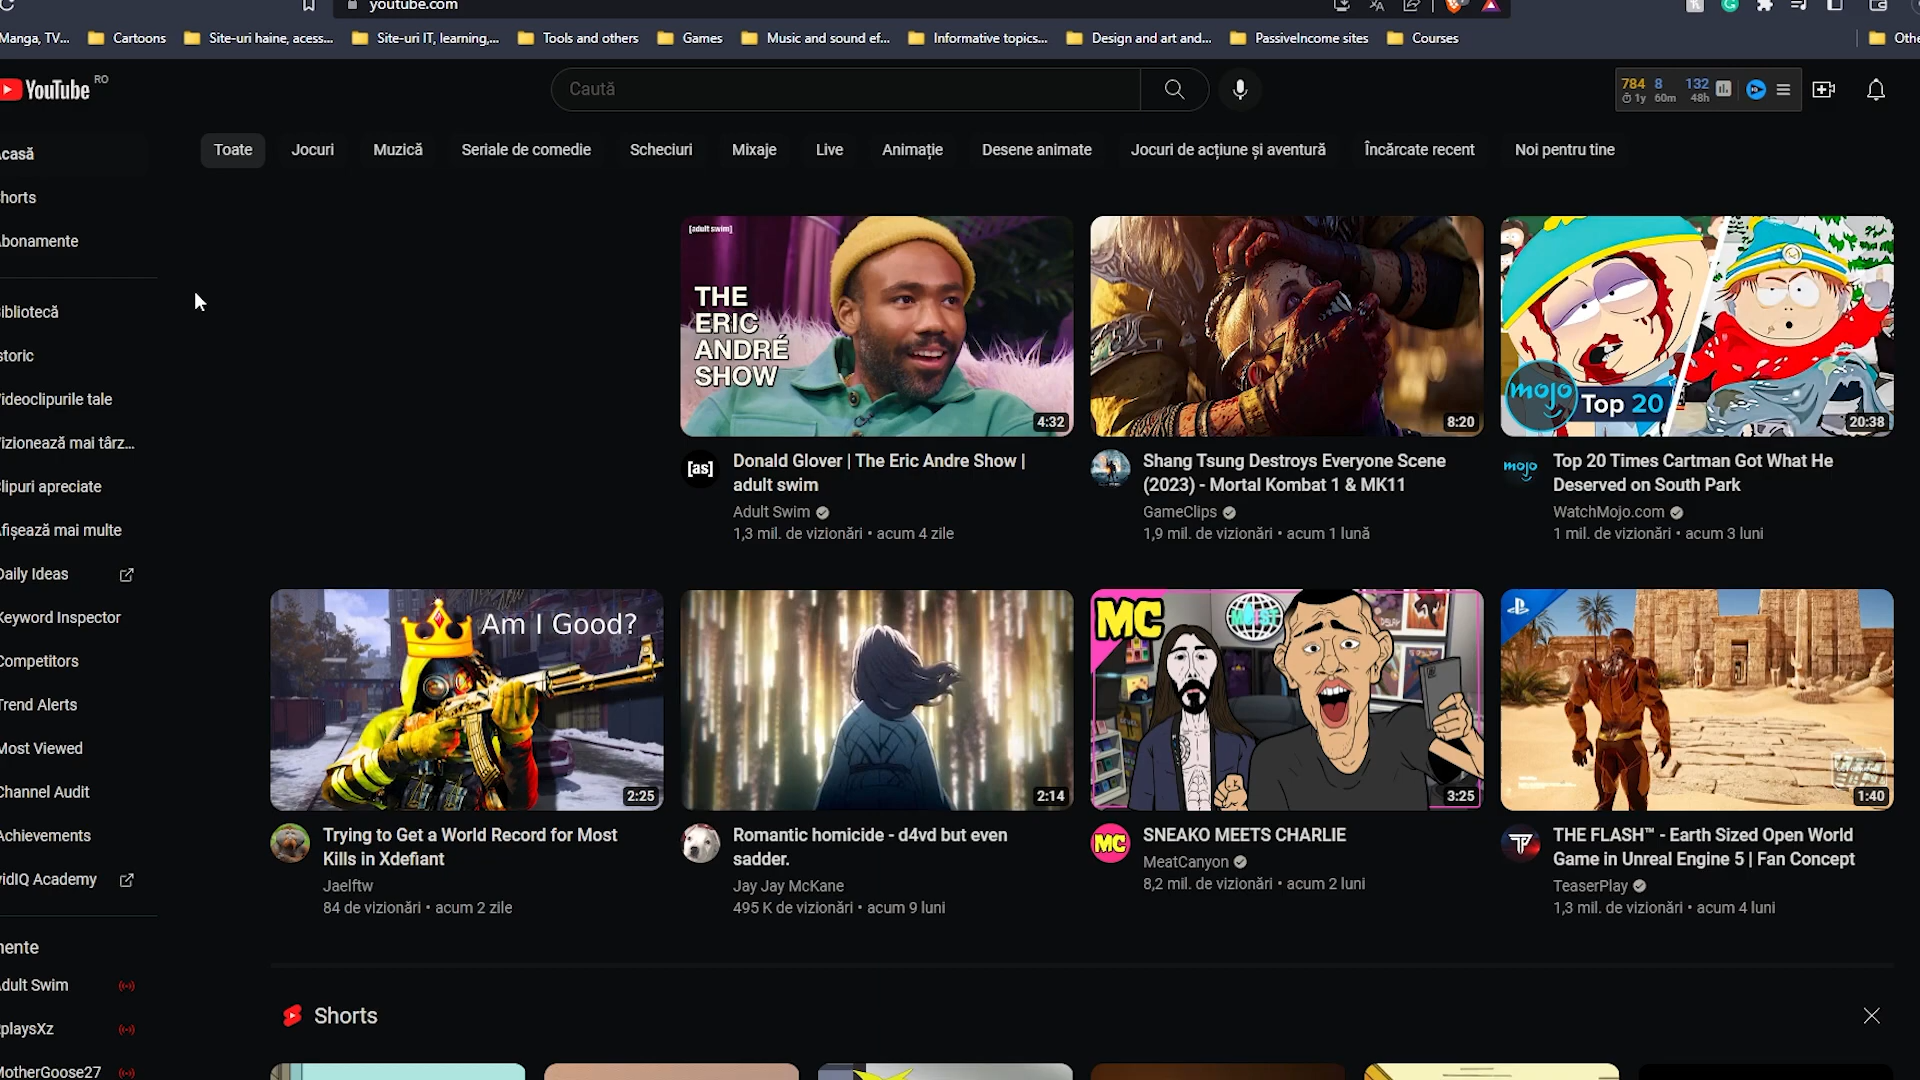 youtube.com
Manga, TV...
Cartoons
Site-uri haine, acess...
Site-uri IT, learning,...
Tools and others
Games
Music and sound ef...
Informative topics...
Design and art and...
PassiveIncome sites
Courses
Othe
YouTube RO
Caută
784 8 132
1y 60m 48h
casă
Toate
Jocuri
Muzică
Seriale de comedie
Scheciuri
Mixaje
Live
Animație
Desene animate
Jocuri de acțiune și aventură
Încărcate recent
Noi pentru tine
horts
bonamente
ibliotecă
storic
ideoclipurile tale
izionează mai târz...
lipuri apreciate
fișează mai multe
Daily Ideas
Keyword Inspector
Competitors
Trend Alerts
Most Viewed
Channel Audit
Achievements
vidIQ Academy
nente
dult Swim
playsXz
MotherGoose27
[adult swim]
THE
ERIC
ANDRÉ
SHOW
4:32
8:20
mojo
Top 20
20:38
[as]
Donald Glover | The Eric Andre Show |
adult swim
Adult Swim
1,3 mil. de vizionări • acum 4 zile
Shang Tsung Destroys Everyone Scene
(2023) - Mortal Kombat 1 & MK11
GameClips
1,9 mil. de vizionări • acum 1 lună
mojo
Top 20 Times Cartman Got What He
Deserved on South Park
WatchMojo.com
1 mil. de vizionări • acum 3 luni
Am I Good?
2:25
2:14
MC
MOIST
3:25
1:40
Trying to Get a World Record for Most
Kills in Xdefiant
Jaelftw
84 de vizionări • acum 2 zile
Romantic homicide - d4vd but even
sadder.
Jay Jay McKane
495 K de vizionări • acum 9 luni
MC
SNEAKO MEETS CHARLIE
MeatCanyon
8,2 mil. de vizionări • acum 2 luni
THE FLASH™ - Earth Sized Open World
Game in Unreal Engine 5 | Fan Concept
TeaserPlay
1,3 mil. de vizionări • acum 4 luni
Shorts